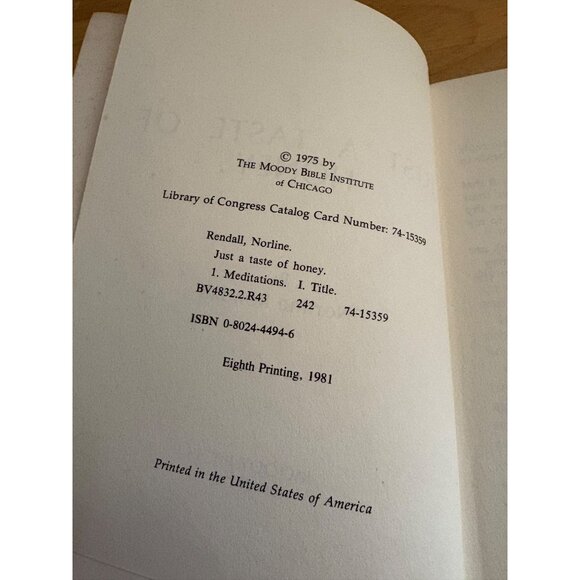 © 1975 by
THE MOODY BIBLE INSTITUTE
of CHICAGO
Library of Congress Catalog Card Number: 74-15359
Rendall, Norline.
Just a taste of honey.
1. Meditations. I. Title.
BV4832.2.R43 242 74-15359
ISBN 0-8024-4494-6
Eighth Printing, 1981
Printed in the United States of America